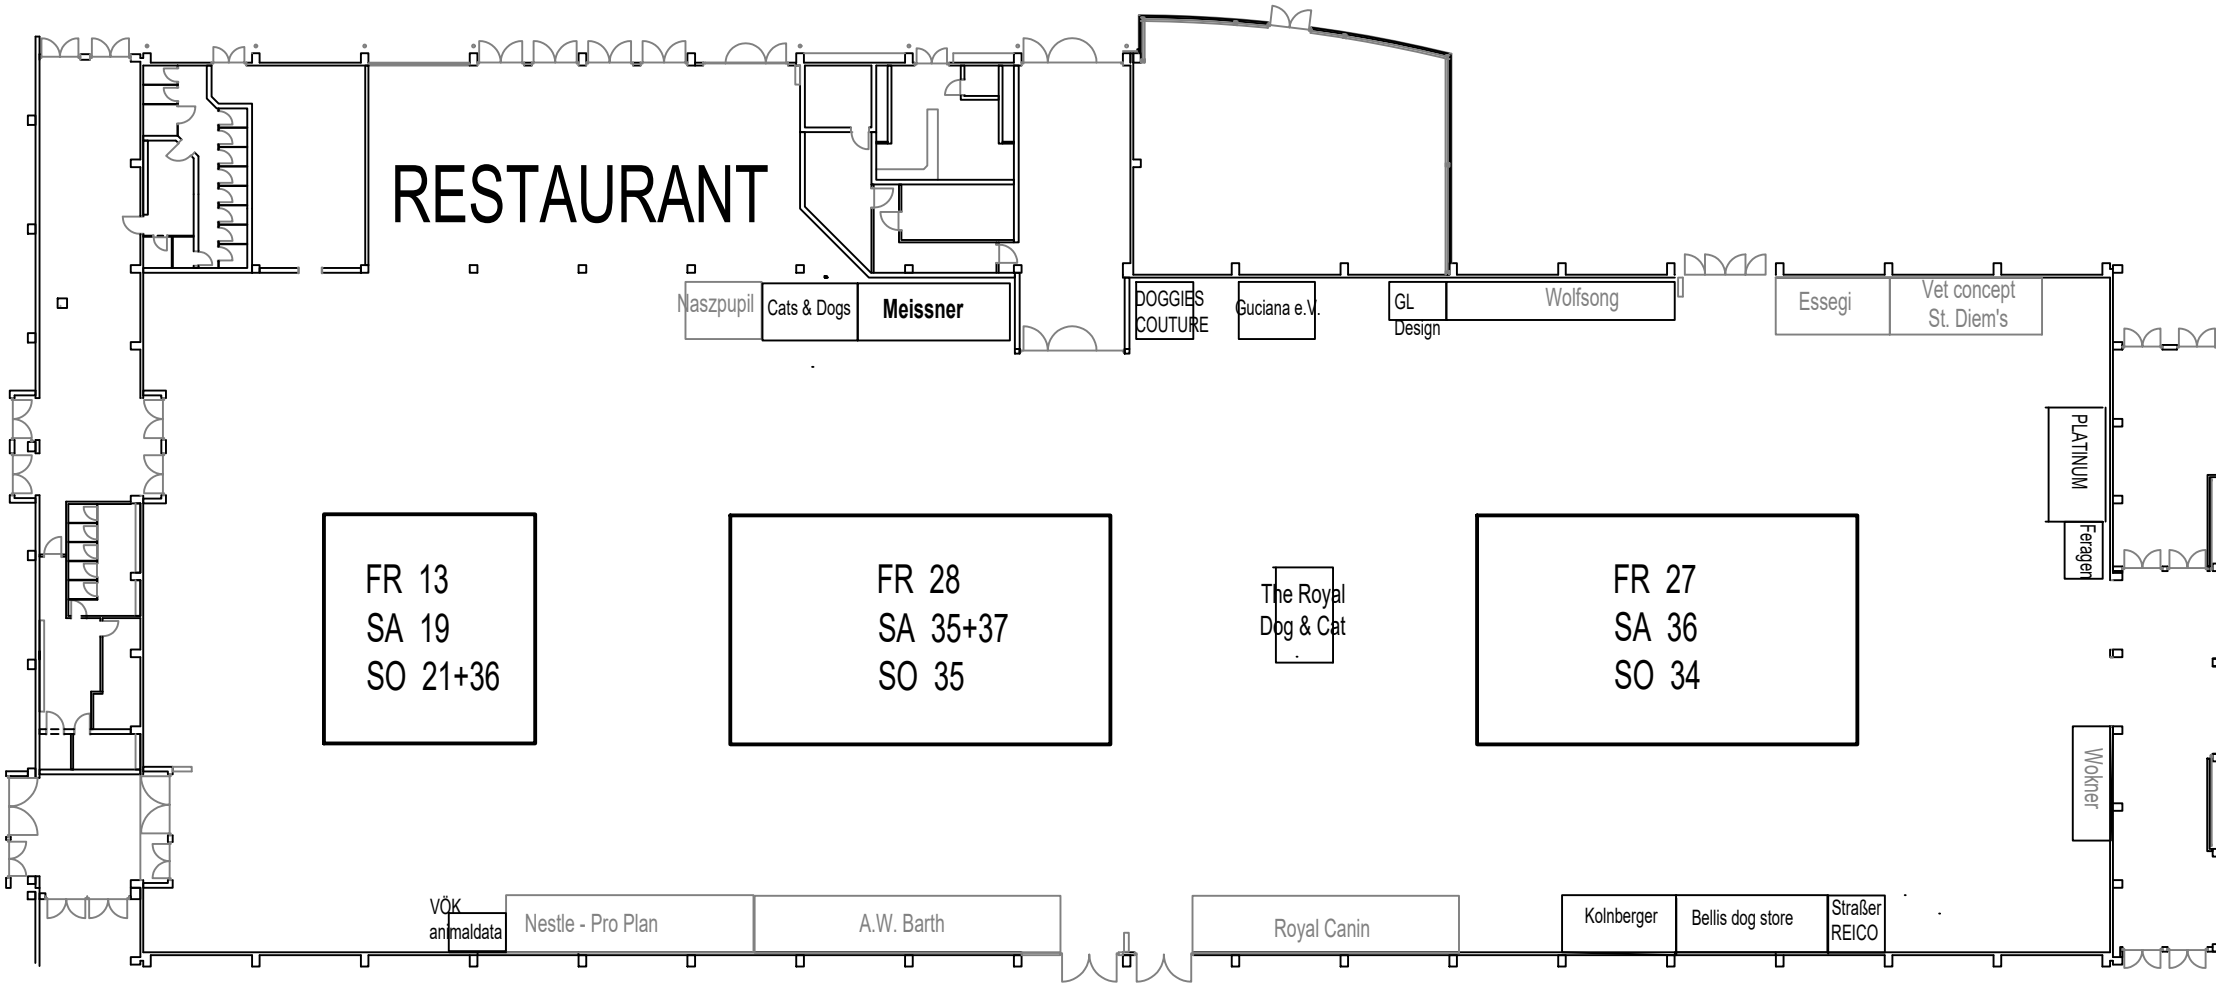 RESTAURANT
Naszpupil
Cats & Dogs
Meissner
DOGGIES
COUTURE
Guciana e.V.
GL
Design
Wolfsong
Essegi
Vet concept
St. Diem's
PLATINUM
Feragen
FR 13
SA 19
SO 21+36
FR 28
SA 35+37
SO 35
The Royal
Dog & Cat
FR 27
SA 36
SO 34
Wokner
VÖK
animaldata
Nestle - Pro Plan
A.W. Barth
Royal Canin
Kolnberger
Bellis dog store
Straßer
REICO